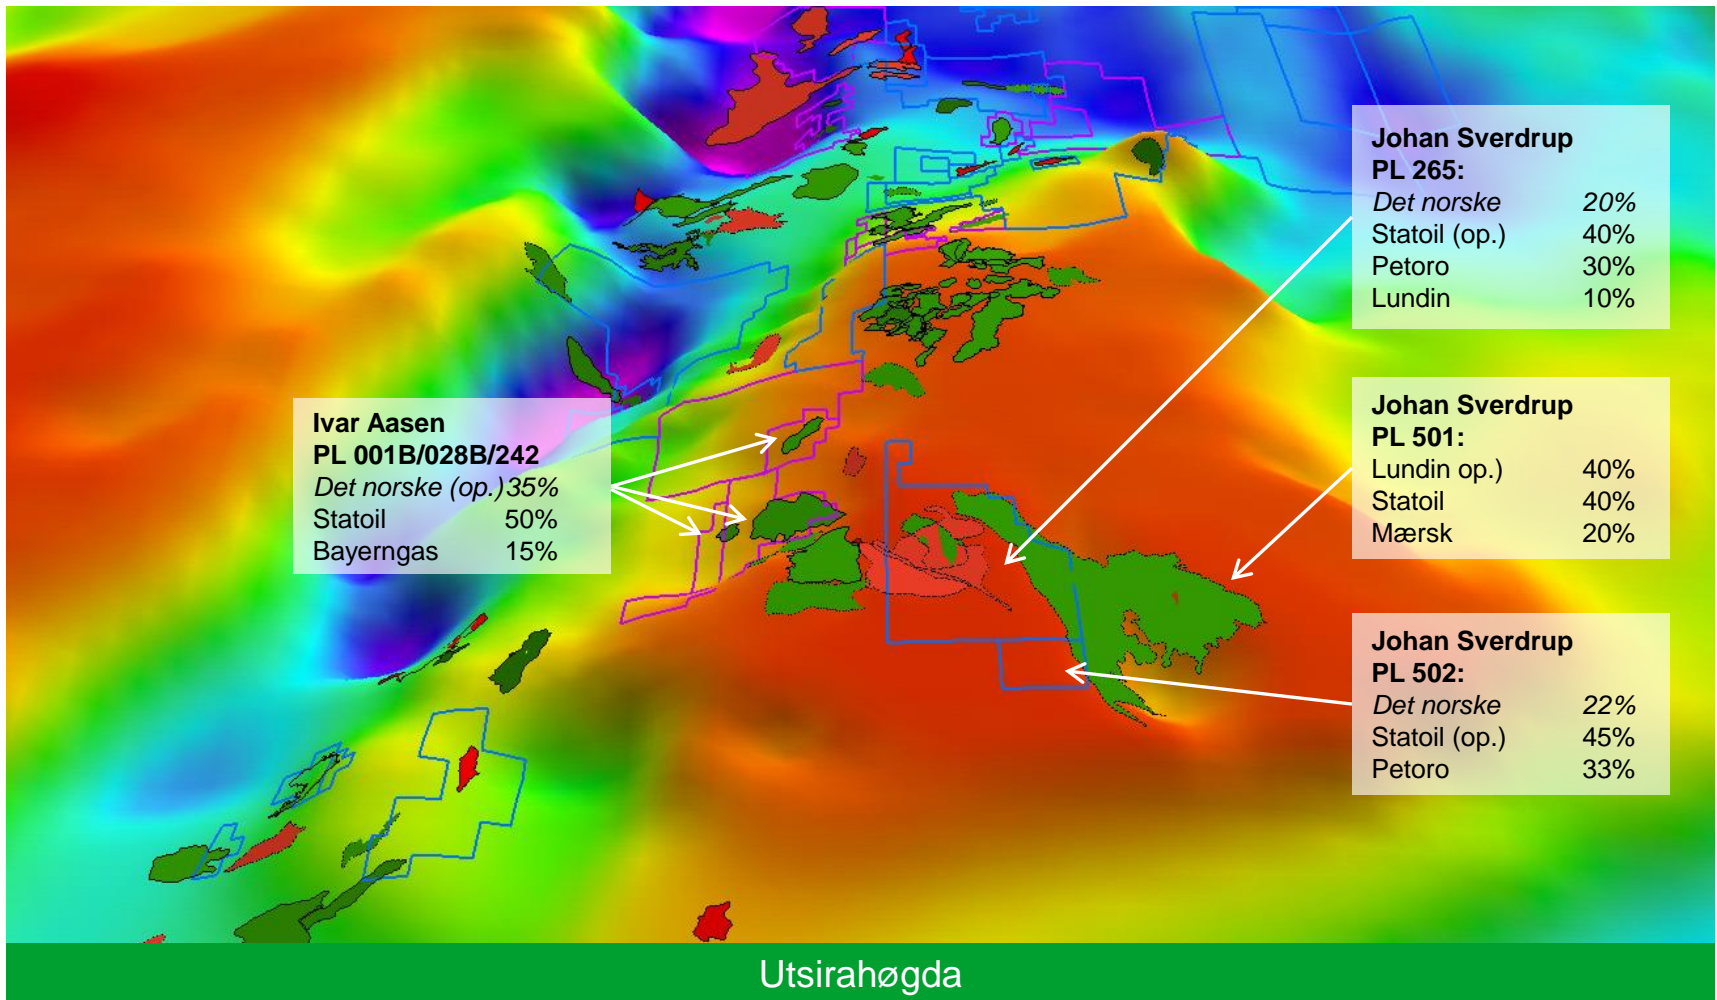 Johan Sverdrup
PL 265:
Det norske 20%
Statoil (op.) 40%
Petoro 30%
Lundin 10%
Johan Sverdrup
PL 501:
Lundin op.) 40%
Statoil 40%
Mærsk 20%
Ivar Aasen
PL 001B/028B/242
Det norske (op.) 35%
Statoil 50%
Bayerngas 15%
Johan Sverdrup
PL 502:
Det norske 22%
Statoil (op.) 45%
Petoro 33%
Utsirahøgda